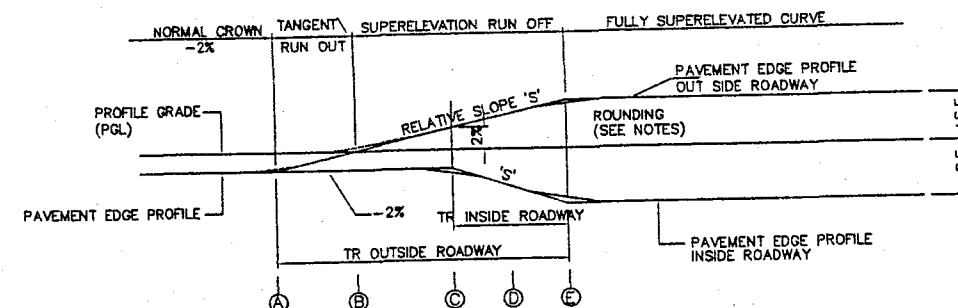 NORMAL CROWN
-2%
TANGENT
RUN OUT
SUPERELEVATION RUN OFF
FULLY SUPERELEVATED CURVE
PAVEMENT EDGE PROFILE
OUT SIDE ROADWAY
PROFILE GRADE
(PGL)
RELATIVE SLOPE 'S'
2%
ROUNDING
(SEE NOTES)
'S'
PAVEMENT EDGE PROFILE
-2%
TR INSIDE ROADWAY
PAVEMENT EDGE PROFILE
INSIDE ROADWAY
TR OUTSIDE ROADWAY
A
B
C
D
E